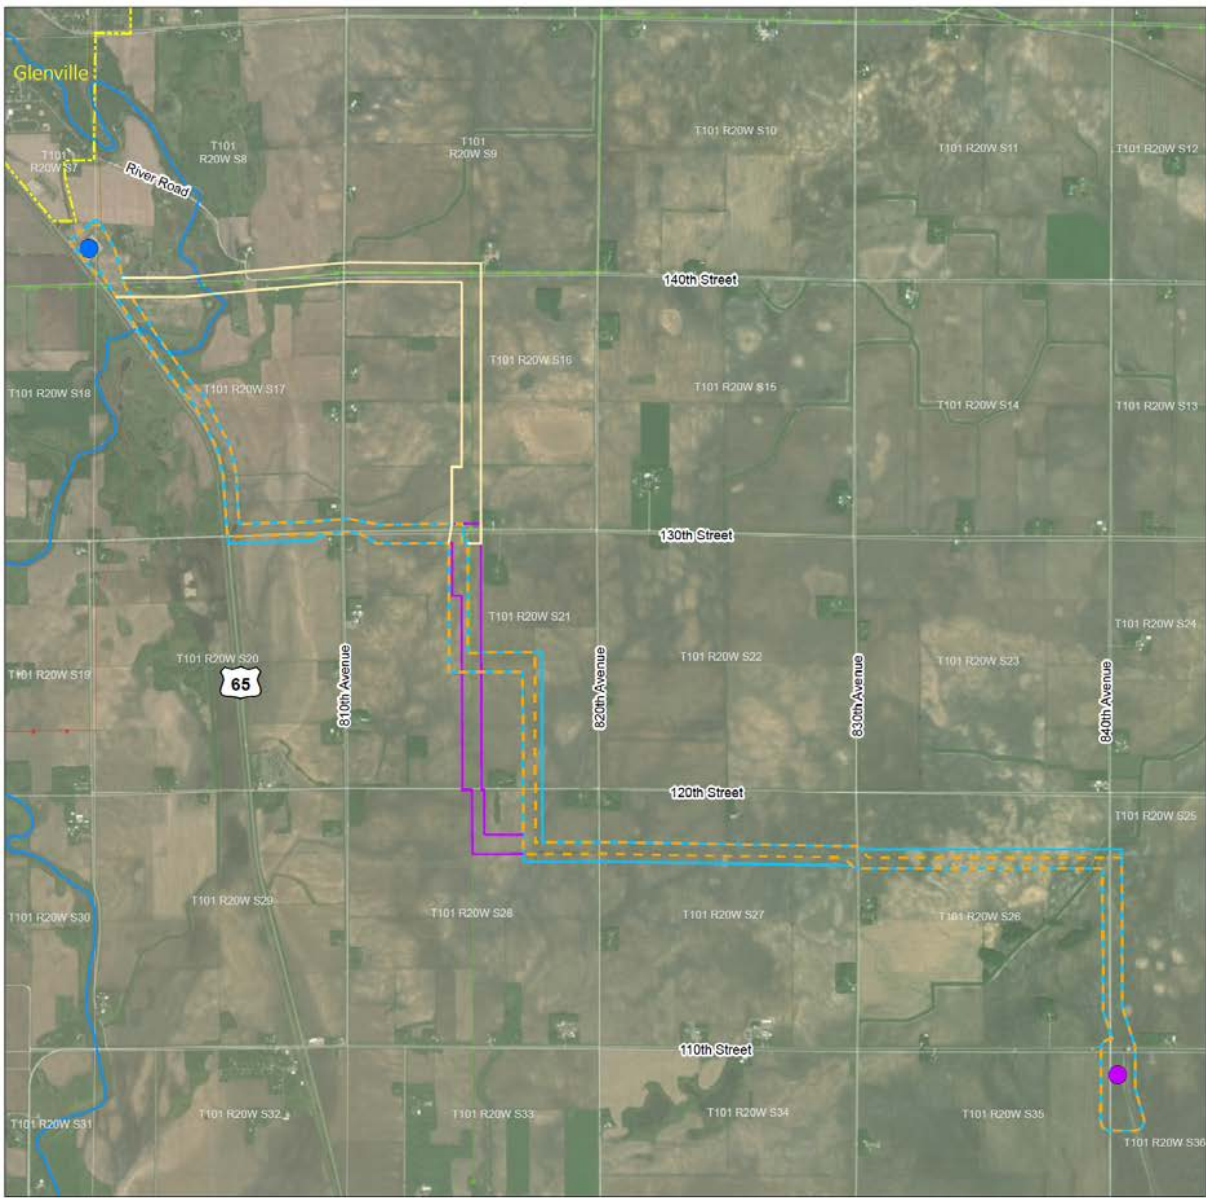 Glenville
T101 R20W S10
T101
R20W S8
T101
R20W S9
T101 R20W S11
T101 R20W S12
T101
R20W S7
River Road
140th Street
T101 R20W S16
T101 R20W S15
T101 R20W S17
T101 R20W S18
T101 R20W S14
T101 R20W S13
130th Street
T101 R20W S21
T101 R20W S24
T101 R20W S20
T101 R20W S22
T101 R20W S23
T101 R20W S19
65
810th Avenue
820th Avenue
830th Avenue
840th Avenue
120th Street
T101 R20W S25
T101 R20W S29
T101 R20W S30
T101 R20W S28
T101 R20W S27
T101 R20W S26
110th Street
T101 R20W S32
T101 R20W S33
T101 R20W S34
T101 R20W S35
T101 R20W S31
T101 R20W S36